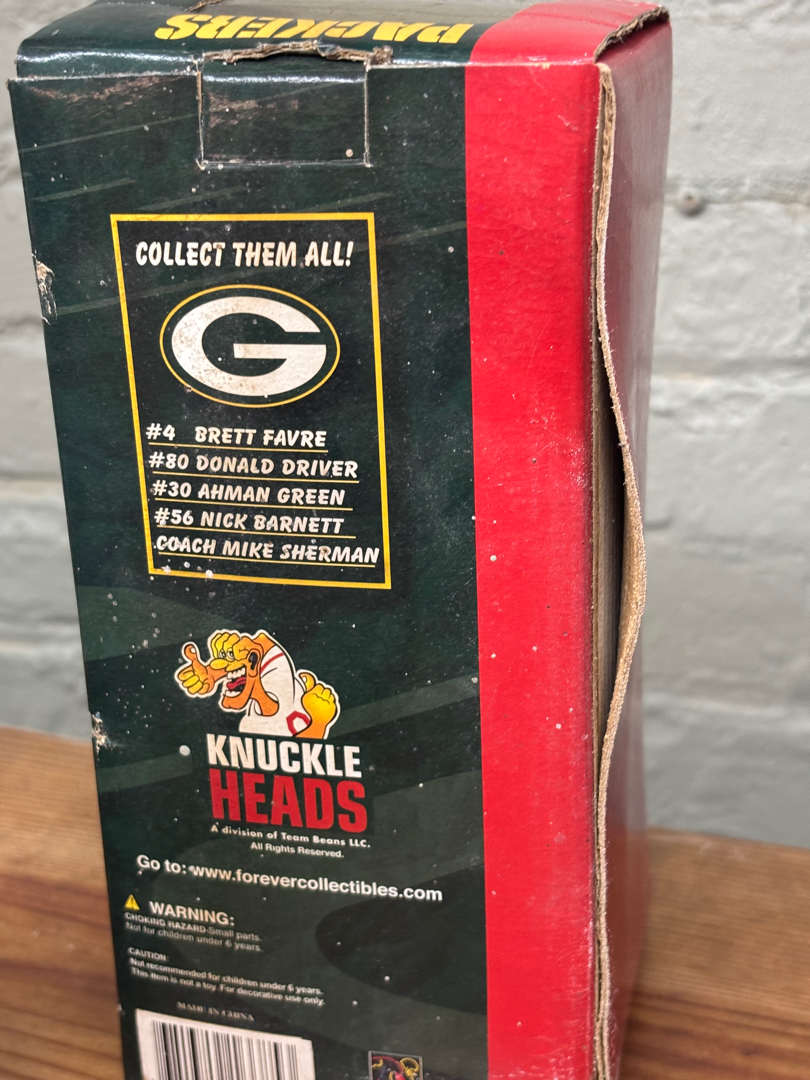 PACKERS
COLLECT THEM ALL!
G
#4 BRETT FAVRE
#80 DONALD DRIVER
#30 AHMAN GREEN
#56 NICK BARNETT
COACH MIKE SHERMAN
KNUCKLE
HEADS
A division of Team Beans LLC.
All Rights Reserved.
Go to: www.forevercollectibles.com
WARNING:
CHOKING HAZARD-Small parts.
Not for children under 6 years.
CAUTION:
Not recommended for children under 6 years.
This item is not a toy. For decorative use only.
MADE IN CHINA